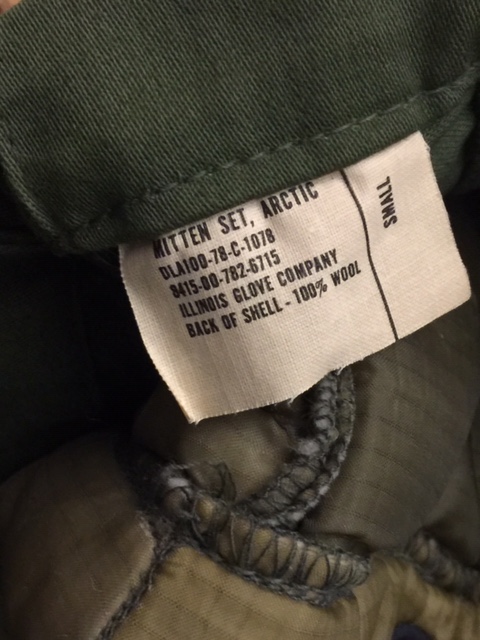 MITTEN SET, ARCTIC
DLA100-78-C-1078
8415-00-782-6715
ILLINOIS GLOVE COMPANY
BACK OF SHELL-100% WOOL
SMALL